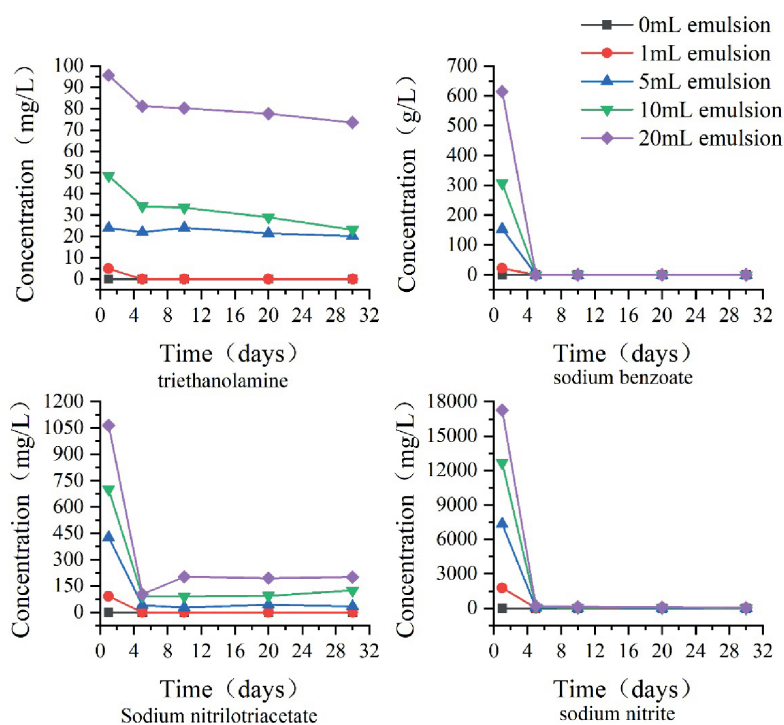 0mL emulsion
1mL emulsion
5mL emulsion
10mL emulsion
20mL emulsion
Concentration（mg/L）
100
90
80
70
60
50
40
30
20
10
0
0 4 8 12 16 20 24 28 32
Time（days）
triethanolamine
Concentration（g/L）
700
600
500
400
300
200
100
0
0 4 8 12 16 20 24 28 32
Time（days）
sodium benzoate
Concentration（mg/L）
1200
1050
900
750
600
450
300
150
0
0 4 8 12 16 20 24 28 32
Time（days）
Sodium nitrilotriacetate
Concentration（mg/L）
18000
15000
12000
9000
6000
3000
0
0 4 8 12 16 20 24 28 32
Time（days）
sodium nitrite